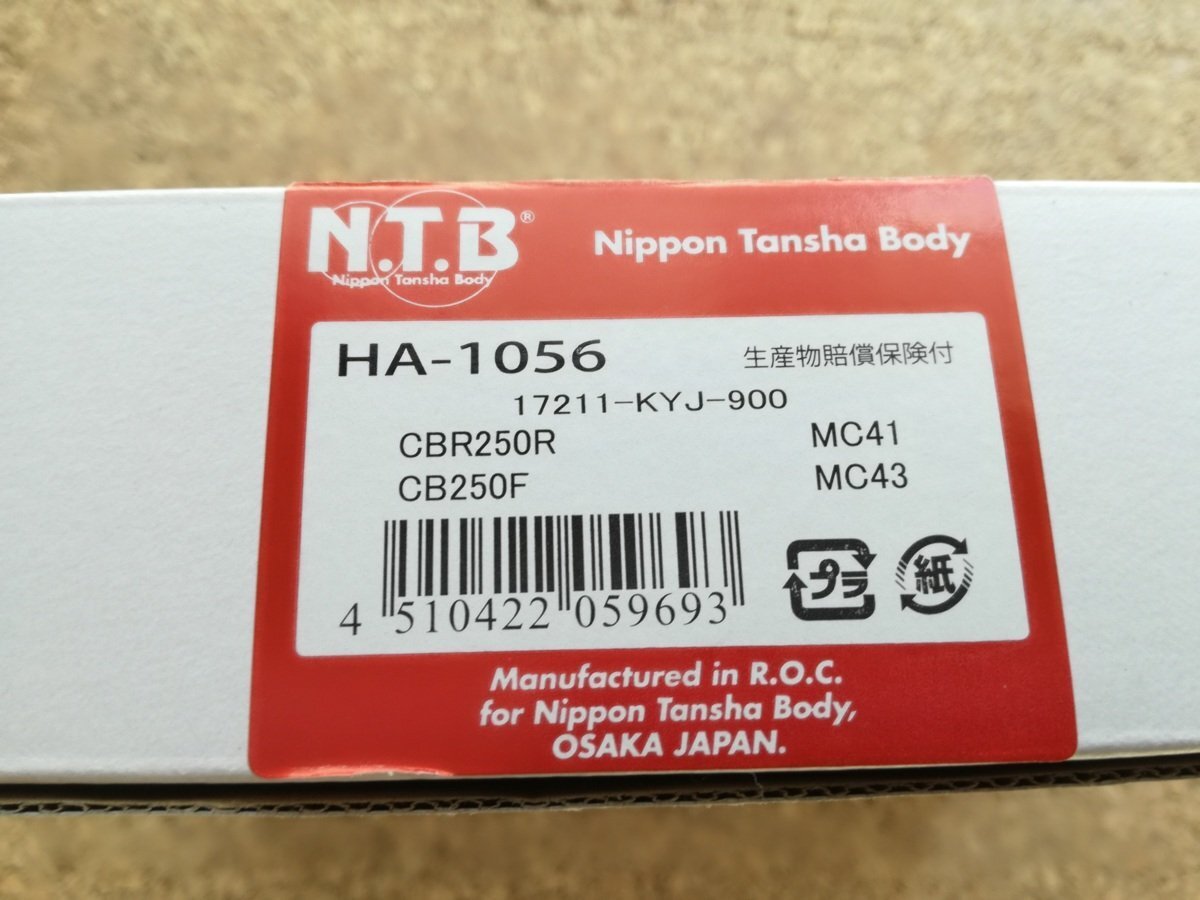 N.T.B®
Nippon Tansha Body
Nippon Tansha Body
HA-1056 生産物賠償保険付
17211-KYJ-900
CBR250R MC41
CB250F MC43
4 510422 059693
プラ 紙
Manufactured in R.O.C.
for Nippon Tansha Body,
OSAKA JAPAN.